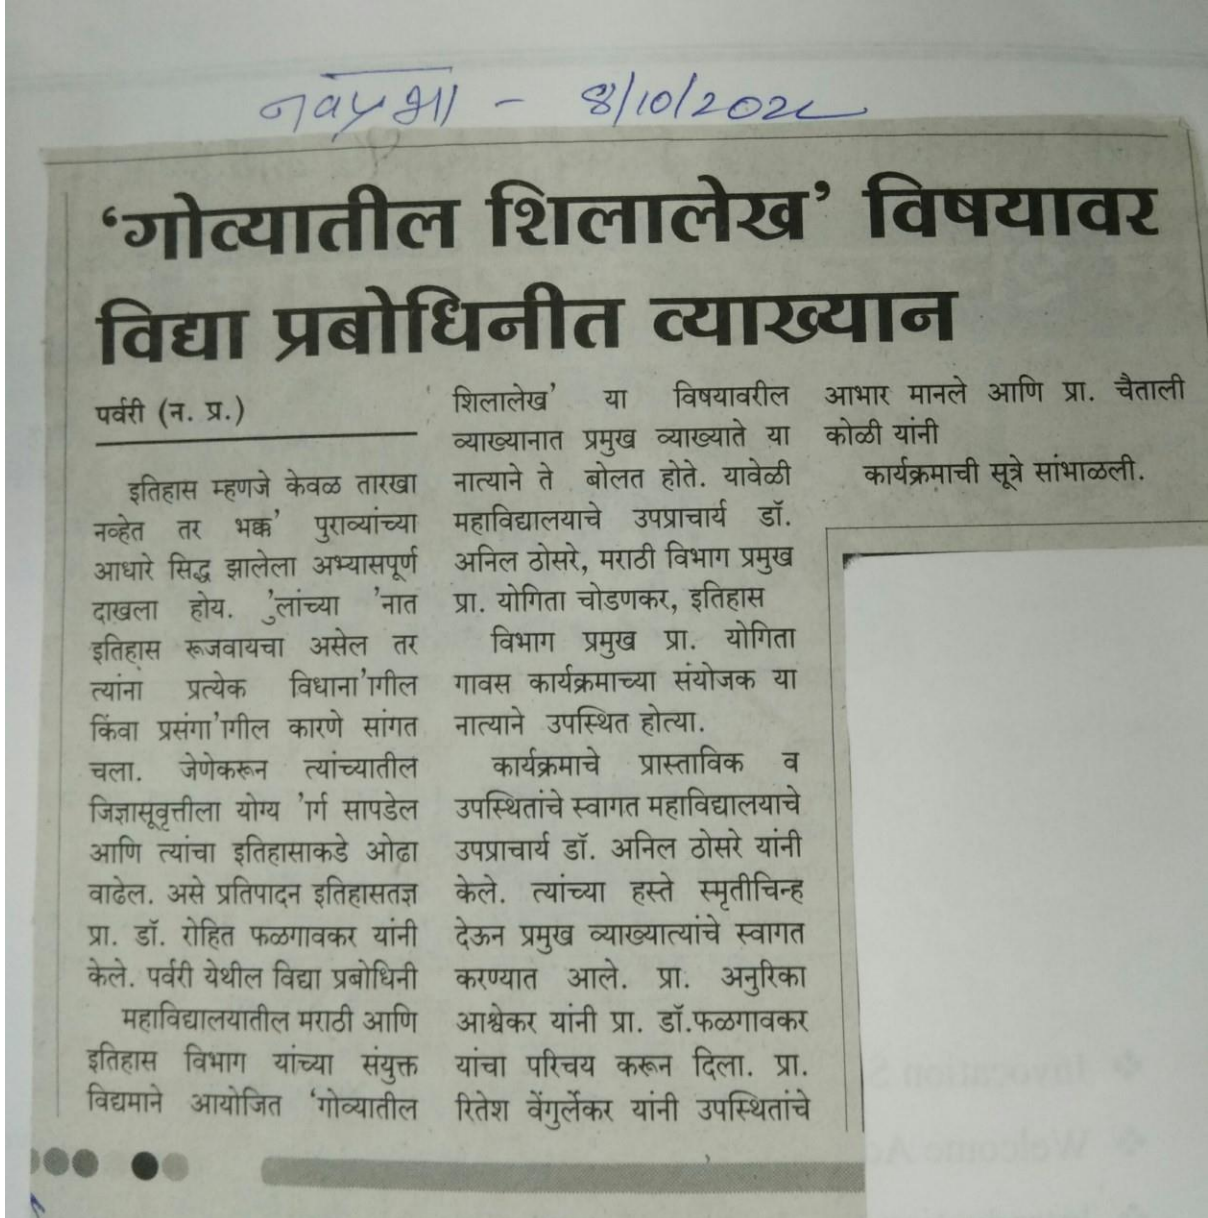 नवप्रभा - 8/10/202
‘गोव्यातील शिलालेख’ विषयावर
विद्या प्रबोधिनीत व्याख्यान
पर्वरी (न. प्र.)
इतिहास म्हणजे केवळ तारखा
नव्हेत तर भक्क' पुराव्यांच्या
आधारे सिद्ध झालेला अभ्यासपूर्ण
दाखला होय. 'ुलांच्या 'नात
इतिहास रूजवायचा असेल तर
त्यांना प्रत्येक विधाना'ागील
किंवा प्रसंगा'ागील कारणे सांगत
चला. जेणेकरून त्यांच्यातील
जिज्ञासूवृत्तीला योग्य 'ार्ग सापडेल
आणि त्यांचा इतिहासाकडे ओढा
वाढेल. असे प्रतिपादन इतिहासतज्ञ
प्रा. डॉ. रोहित फळगावकर यांनी
केले. पर्वरी येथील विद्या प्रबोधिनी
महाविद्यालयातील मराठी आणि
इतिहास विभाग यांच्या संयुक्त
विद्यमाने आयोजित ‘गोव्यातील
शिलालेख’ या विषयावरील
व्याख्यानात प्रमुख व्याख्याते या
नात्याने ते बोलत होते. यावेळी
महाविद्यालयाचे उपप्राचार्य डॉ.
अनिल ठोसरे, मराठी विभाग प्रमुख
प्रा. योगिता चोडणकर, इतिहास
विभाग प्रमुख प्रा. योगिता
गावस कार्यक्रमाच्या संयोजक या
नात्याने उपस्थित होत्या.
कार्यक्रमाचे प्रास्ताविक व
उपस्थितांचे स्वागत महाविद्यालयाचे
उपप्राचार्य डॉ. अनिल ठोसरे यांनी
केले. त्यांच्या हस्ते स्मृतीचिन्ह
देऊन प्रमुख व्याख्यात्यांचे स्वागत
करण्यात आले. प्रा. अनुरिका
आश्वेकर यांनी प्रा. डॉ.फळगावकर
यांचा परिचय करून दिला. प्रा.
रितेश वेंगुर्लेकर यांनी उपस्थितांचे
आभार मानले आणि प्रा. चैताली
कोळी यांनी
कार्यक्रमाची सूत्रे सांभाळली.